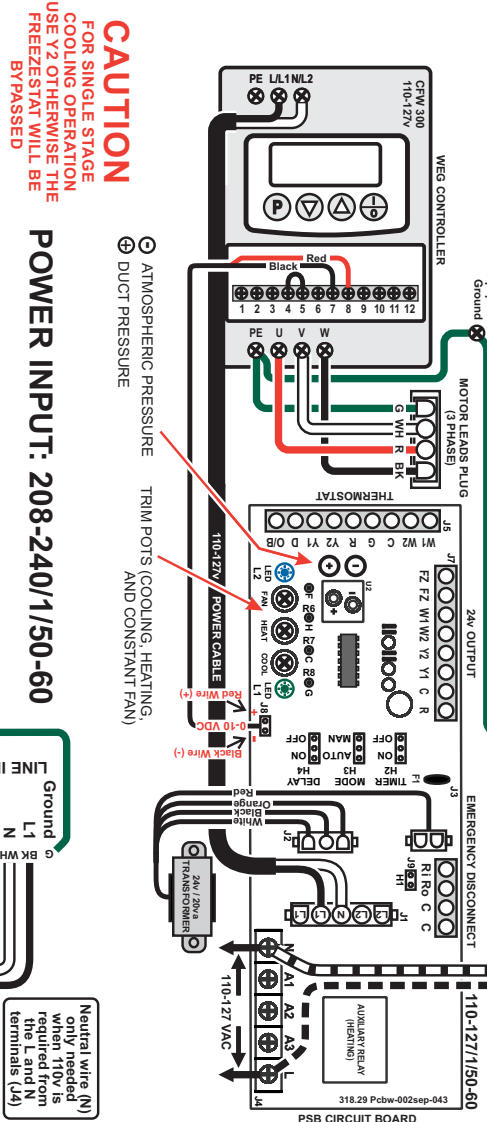 CAUTION
FOR SINGLE STAGE
COOLING OPERATION
USE Y2 OTHERWISE THE
FREEZESTAT WILL BE
BYPASSED
POWER INPUT: 208-240/1/50-60
WEG CONTROLLER
CFW 300
110-127v
PE L/L1 N/L2
P
I
0
Red
Black
1 2 3 4 5 6 7 8 9 10 11 12
PE U V W
Ground
MOTOR LEADS PLUG
(3 PHASE)
G WH R BK
⊖ ATMOSPHERIC PRESSURE
⊕ DUCT PRESSURE
TRIM POTS (COOLING, HEATING,
AND CONSTANT FAN)
110-127v POWER CABLE
THERMOSTAT
J5
O/B D Y1 Y2 R G C W2 W1
J7
24V OUTPUT
FZ FZ W1 W2 Y2 Y1 C R
U2
L2
LED
FAN
HEAT
COOL
LED
L1
F
R6
H
R7
C
R8
G
J8
+
-
Red Wire (+)
0-10 VDC
Black Wire (-)
OFF
ON
H2
TIMER
MAN
AUTO
H3
MODE
OFF
ON
H4
DELAY
F1
J3
EMERGENCY DISCONNECT
Ri Ro C C
J9
H1
Red
Orange
Black
White
J2
24v / 20va
TRANSFORMER
J1
L1 L1 N L2 L2
N A1 A2 A3 L
110-127 VAC
J4
AUXILIARY RELAY
(HEATING)
110-127/1/50-60
318.29 Pcbw-002sep-043
PSB CIRCUIT BOARD
Ground
L1
N
G BK WH
Neutral wire (N)
only needed
when 110v is
required from
the L and N
terminals (J4)